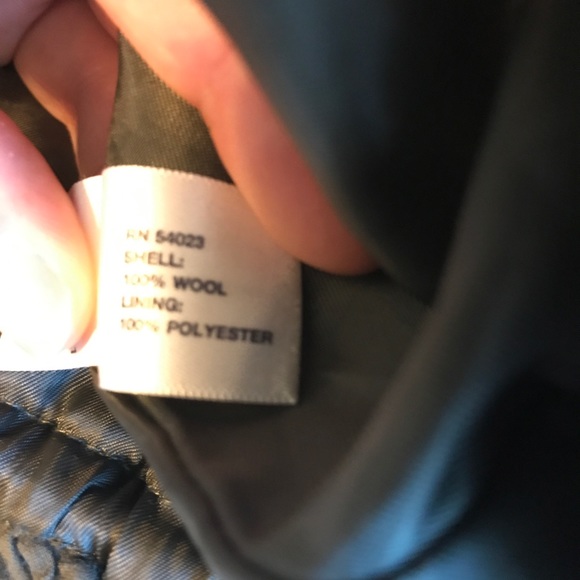 RN 54023
SHELL:
100% WOOL
LINING:
100% POLYESTER